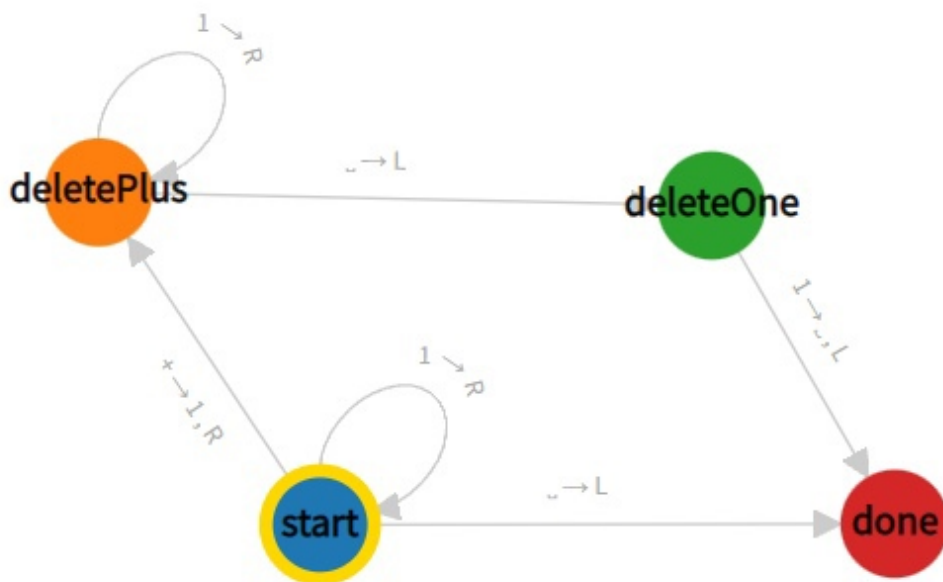 1 → R
␣ → L
deletePlus
deleteOne
1 → ␣, L
1 → R
+ → 1, R
␣ → L
start
done